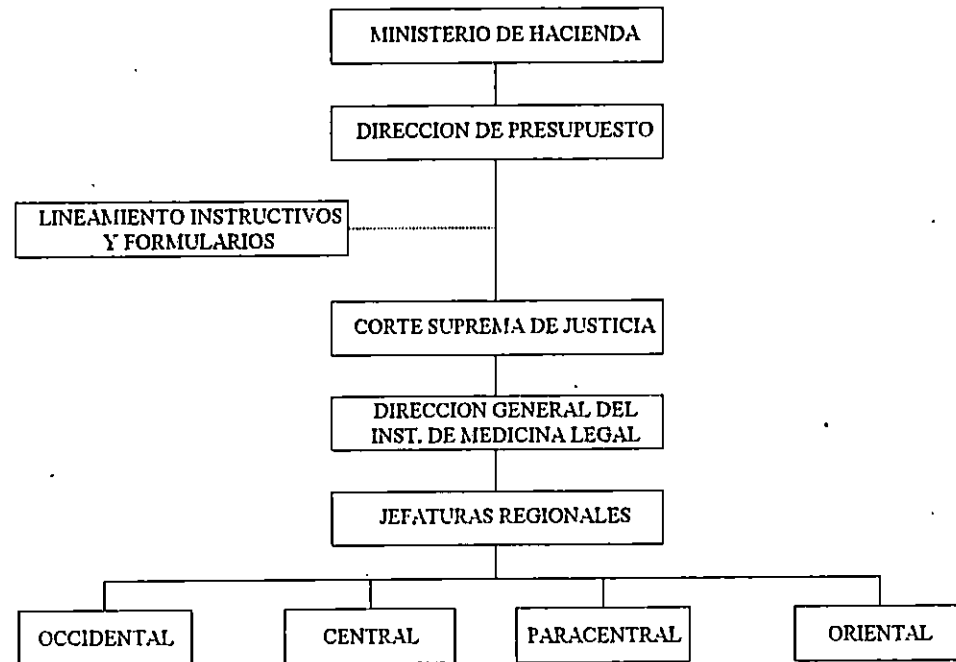 MINISTERIO DE HACIENDA
DIRECCION DE PRESUPUESTO
LINEAMIENTO INSTRUCTIVOS
Y FORMULARIOS
CORTE SUPREMA DE JUSTICIA
DIRECCION GENERAL DEL
INST. DE MEDICINA LEGAL
JEFATURAS REGIONALES
OCCIDENTAL
CENTRAL
PARACENTRAL
ORIENTAL